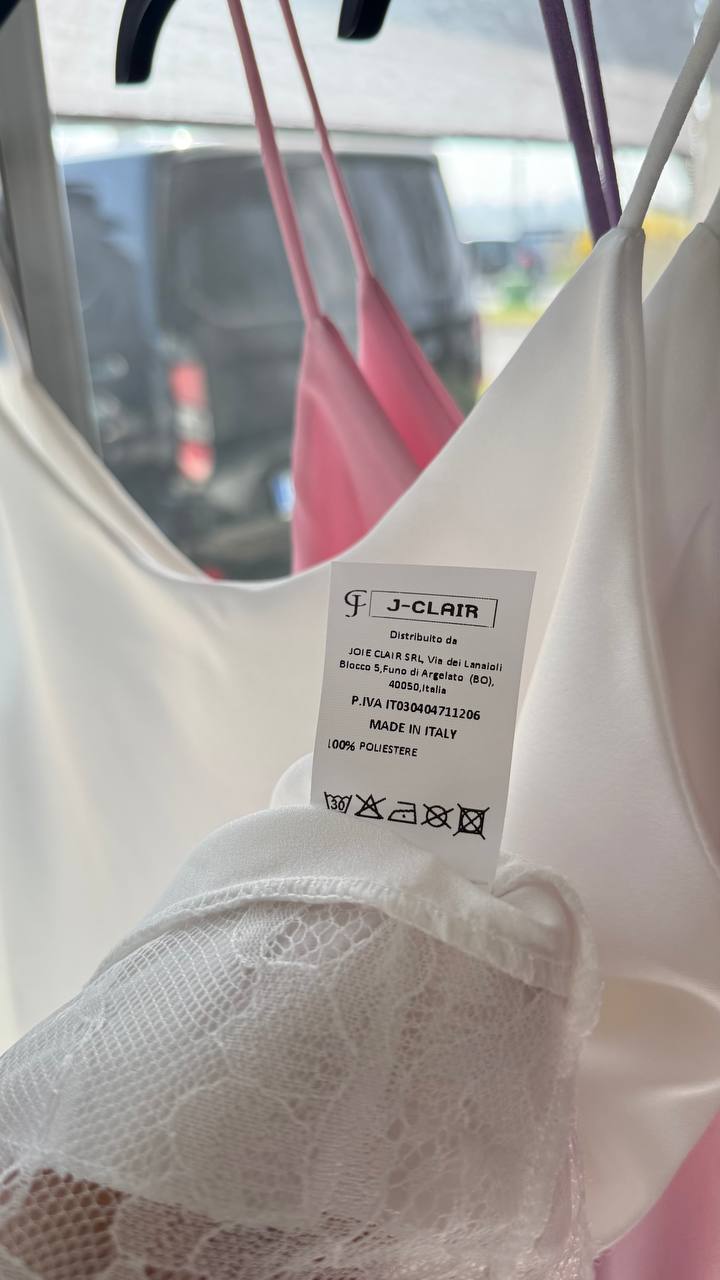 J-CLAIR
Distribuito da
JOIE CLAIR SRL, Via dei Lanaioli
Blocco 5,Funo di Argelato (BO),
40050,Italia
P.IVA IT030404711206
MADE IN ITALY
100% POLIESTERE
30